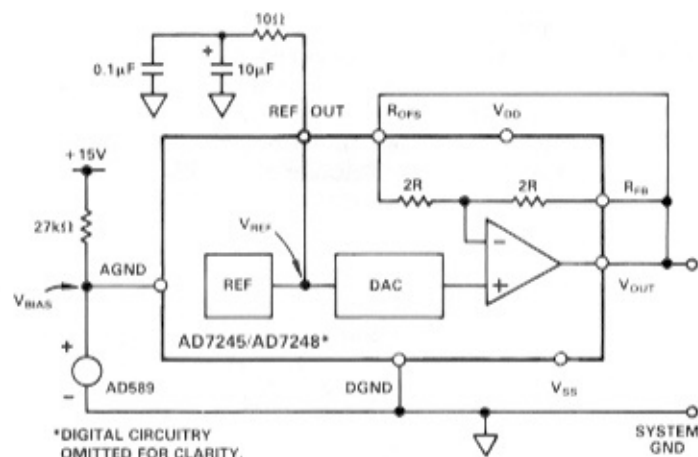 10Ω
0.1μF
+
10μF
REF OUT
R_OFS
V_DD
+15V
2R
2R
R_FB
27kΩ
V_REF
AGND
−
REF
DAC
+
V_BIAS
V_OUT
AD7245/AD7248*
+
AD589
−
DGND
V_SS
*DIGITAL CIRCUITRY
OMITTED FOR CLARITY.
SYSTEM
GND